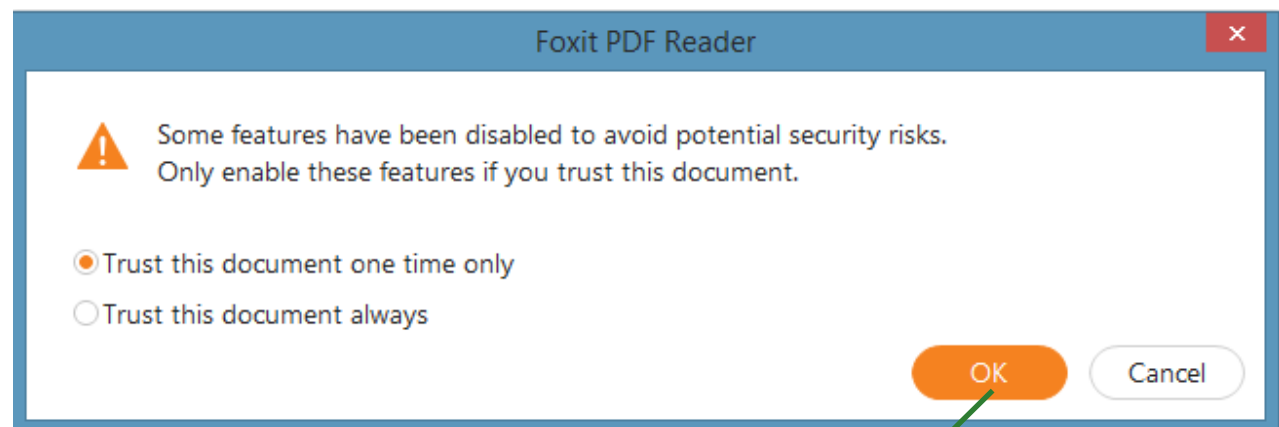 Foxit PDF Reader
Some features have been disabled to avoid potential security risks.
Only enable these features if you trust this document.
Trust this document one time only
Trust this document always
OK
Cancel